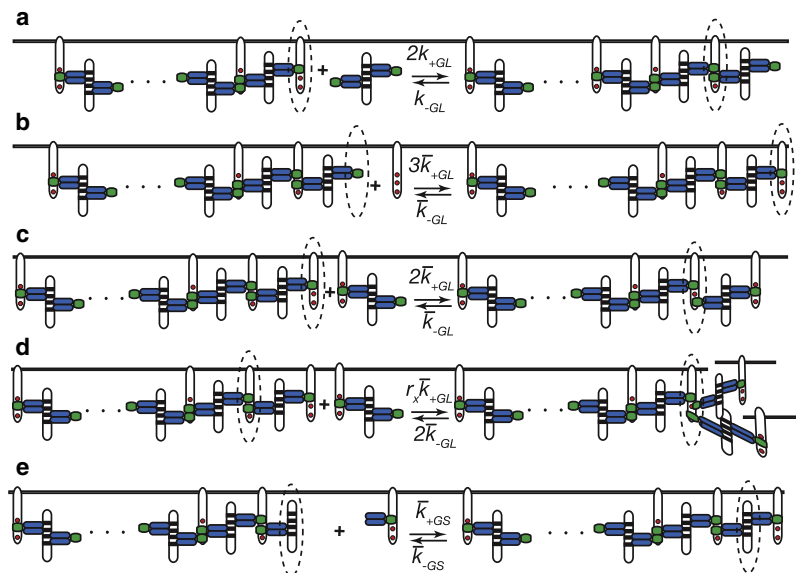 a
+
2k₊GL
k₋GL
b
+
3k̅₊GL
k̅₋GL
c
+
2k̅₊GL
k̅₋GL
d
+
rₓk̅₊GL
2k̅₋GL
e
+
k̅₊GS
k̅₋GS